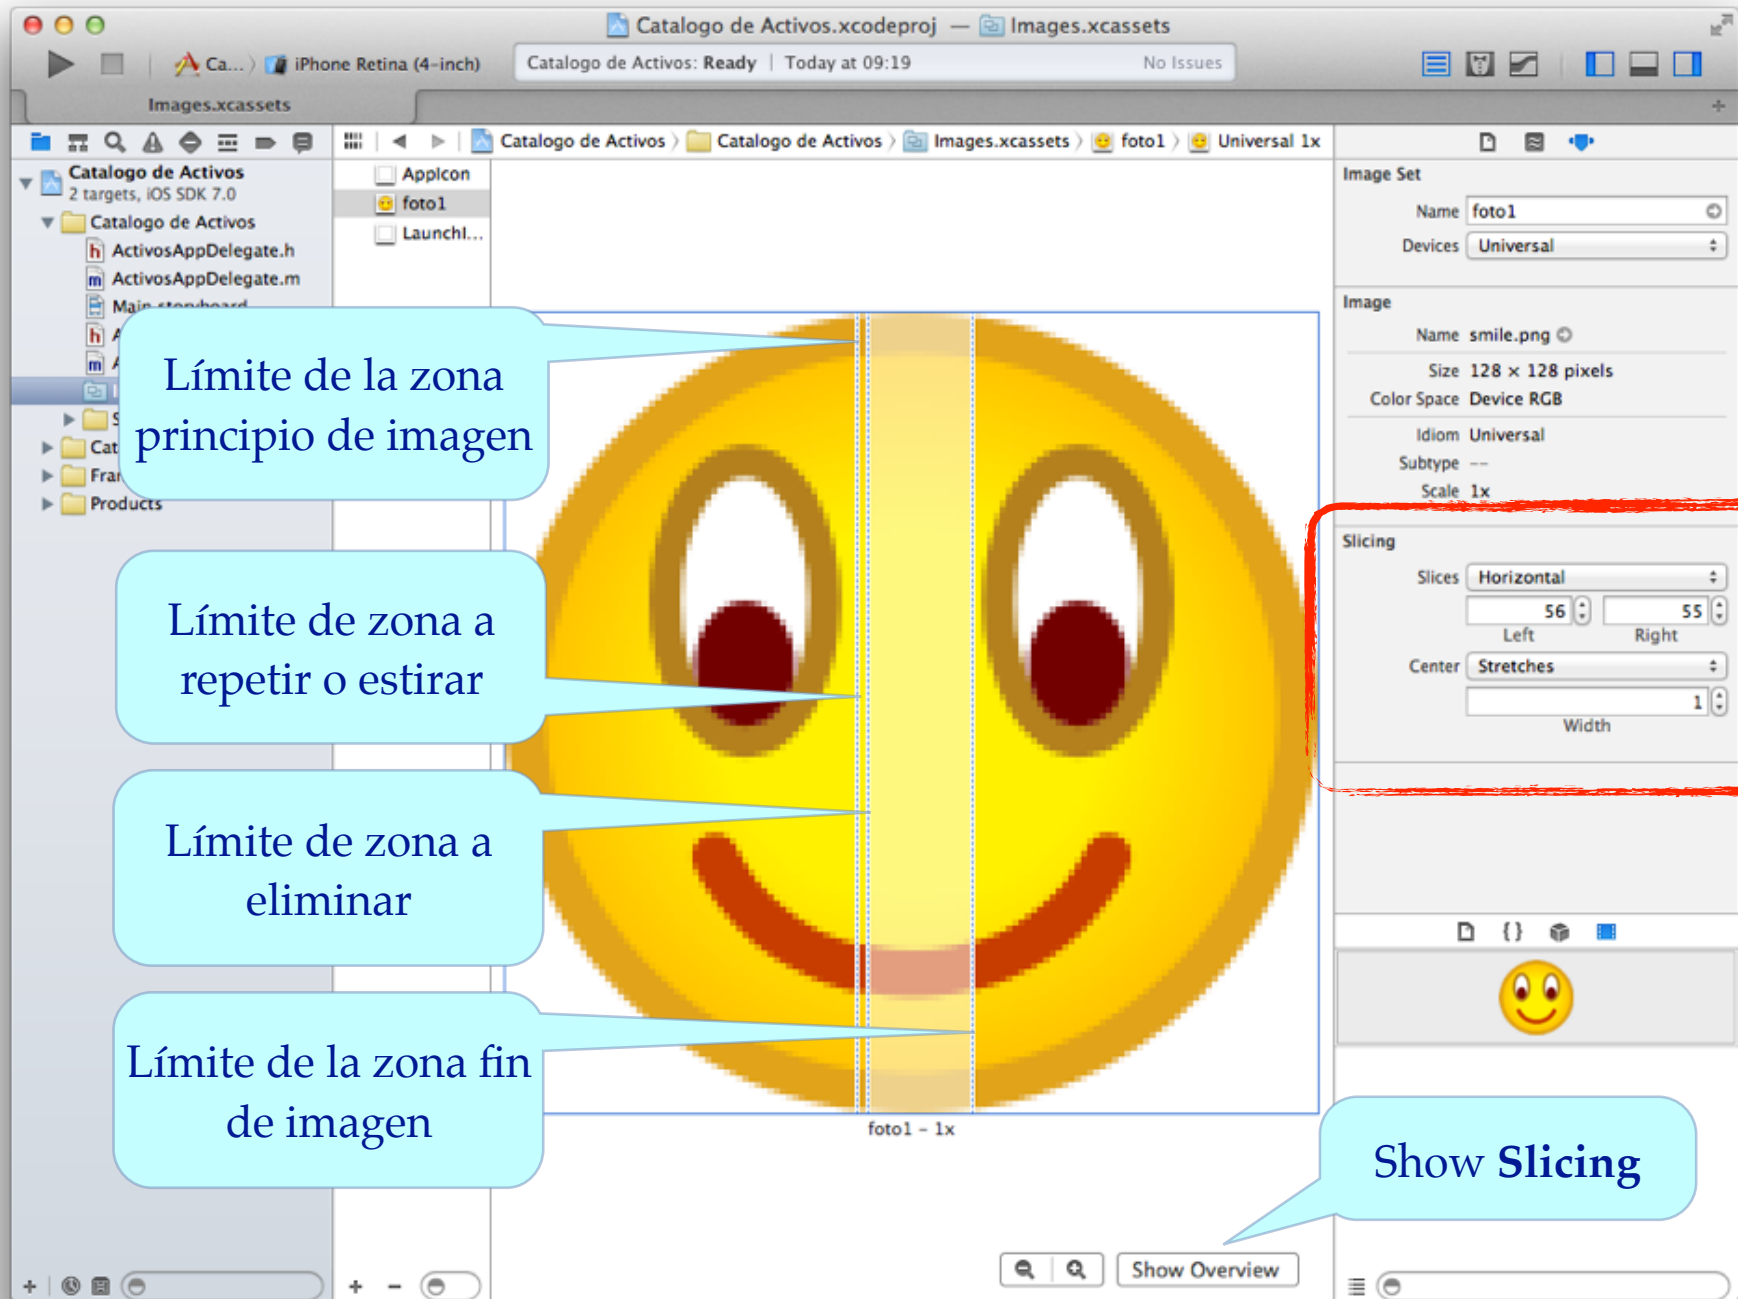 Catalogo de Activos.xcodeproj — Images.xcassets
Ca... iPhone Retina (4-inch)
Catalogo de Activos: Ready | Today at 09:19 No Issues
Images.xcassets
Catalogo de Activos Catalogo de Activos Images.xcassets foto1 Universal 1x
Catalogo de Activos
2 targets, iOS SDK 7.0
Catalogo de Activos
ActivosAppDelegate.h
ActivosAppDelegate.m
Products
AppIcon
foto1
LaunchI...
Límite de la zona
principio de imagen
Límite de zona a
repetir o estirar
Límite de zona a
eliminar
Límite de la zona fin
de imagen
foto1 - 1x
Show Slicing
Show Overview
Image Set
Name foto1
Devices Universal
Image
Name smile.png
Size 128 × 128 pixels
Color Space Device RGB
Idiom Universal
Subtype --
Scale 1x
Slicing
Slices Horizontal
56 55
Left Right
Center Stretches
1
Width